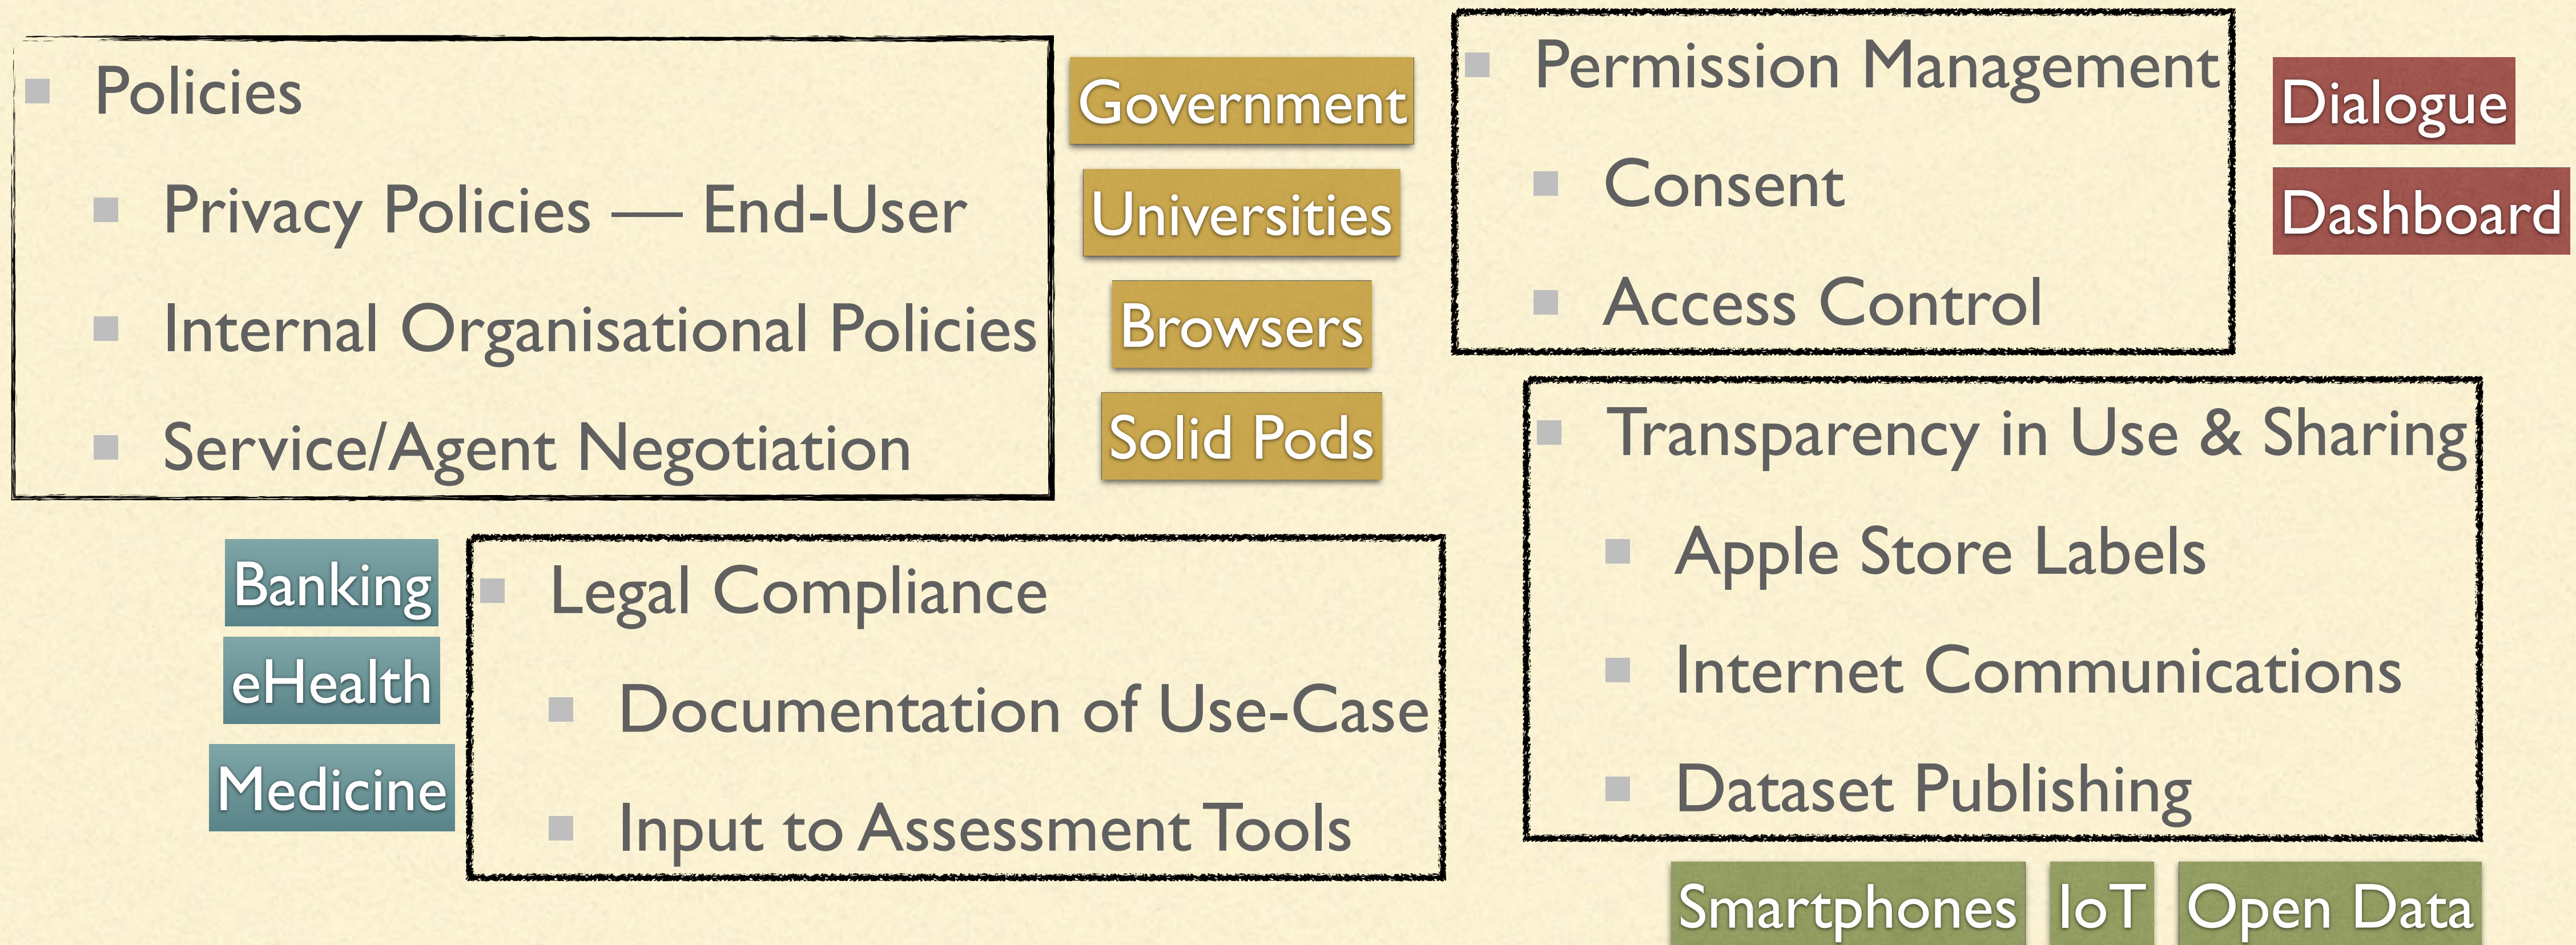 Policies
Privacy Policies — End-User
Internal Organisational Policies
Service/Agent Negotiation
Government
Universities
Browsers
Solid Pods
Permission Management
Consent
Access Control
Dialogue
Dashboard
Banking
eHealth
Medicine
Legal Compliance
Documentation of Use-Case
Input to Assessment Tools
Transparency in Use & Sharing
Apple Store Labels
Internet Communications
Dataset Publishing
Smartphones
IoT
Open Data